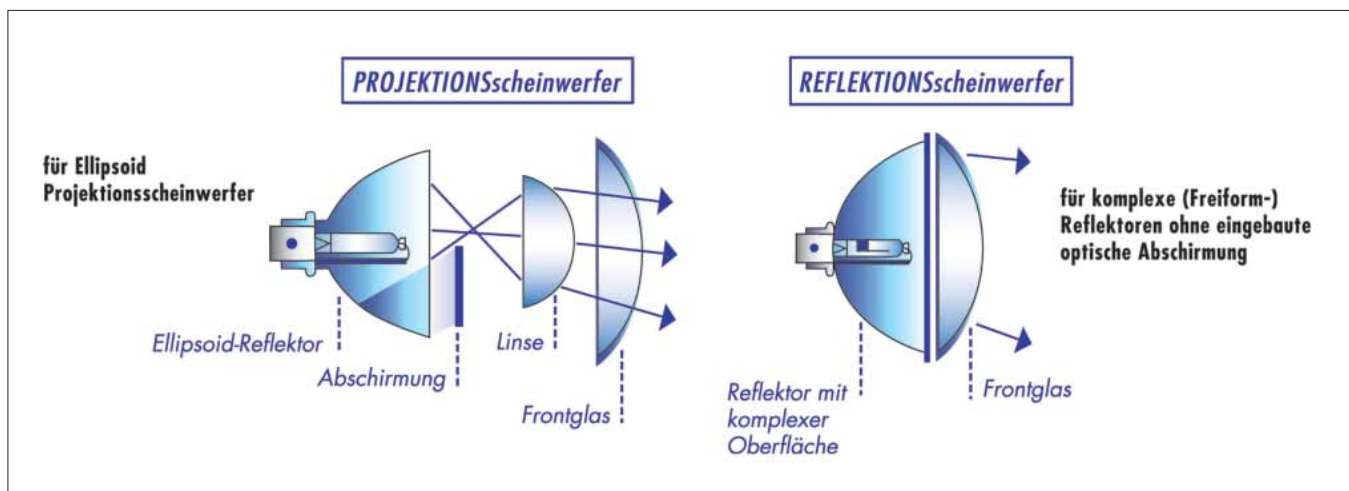 PROJEKTIONSscheinwerfer
für Ellipsoid
Projektionsscheinwerfer
Ellipsoid-Reflektor
Abschirmung
Linse
Frontglas
REFLEKTIONSscheinwerfer
für komplexe (Freiform-)
Reflektoren ohne eingebaute
optische Abschirmung
Reflektor mit
komplexer
Oberfläche
Frontglas